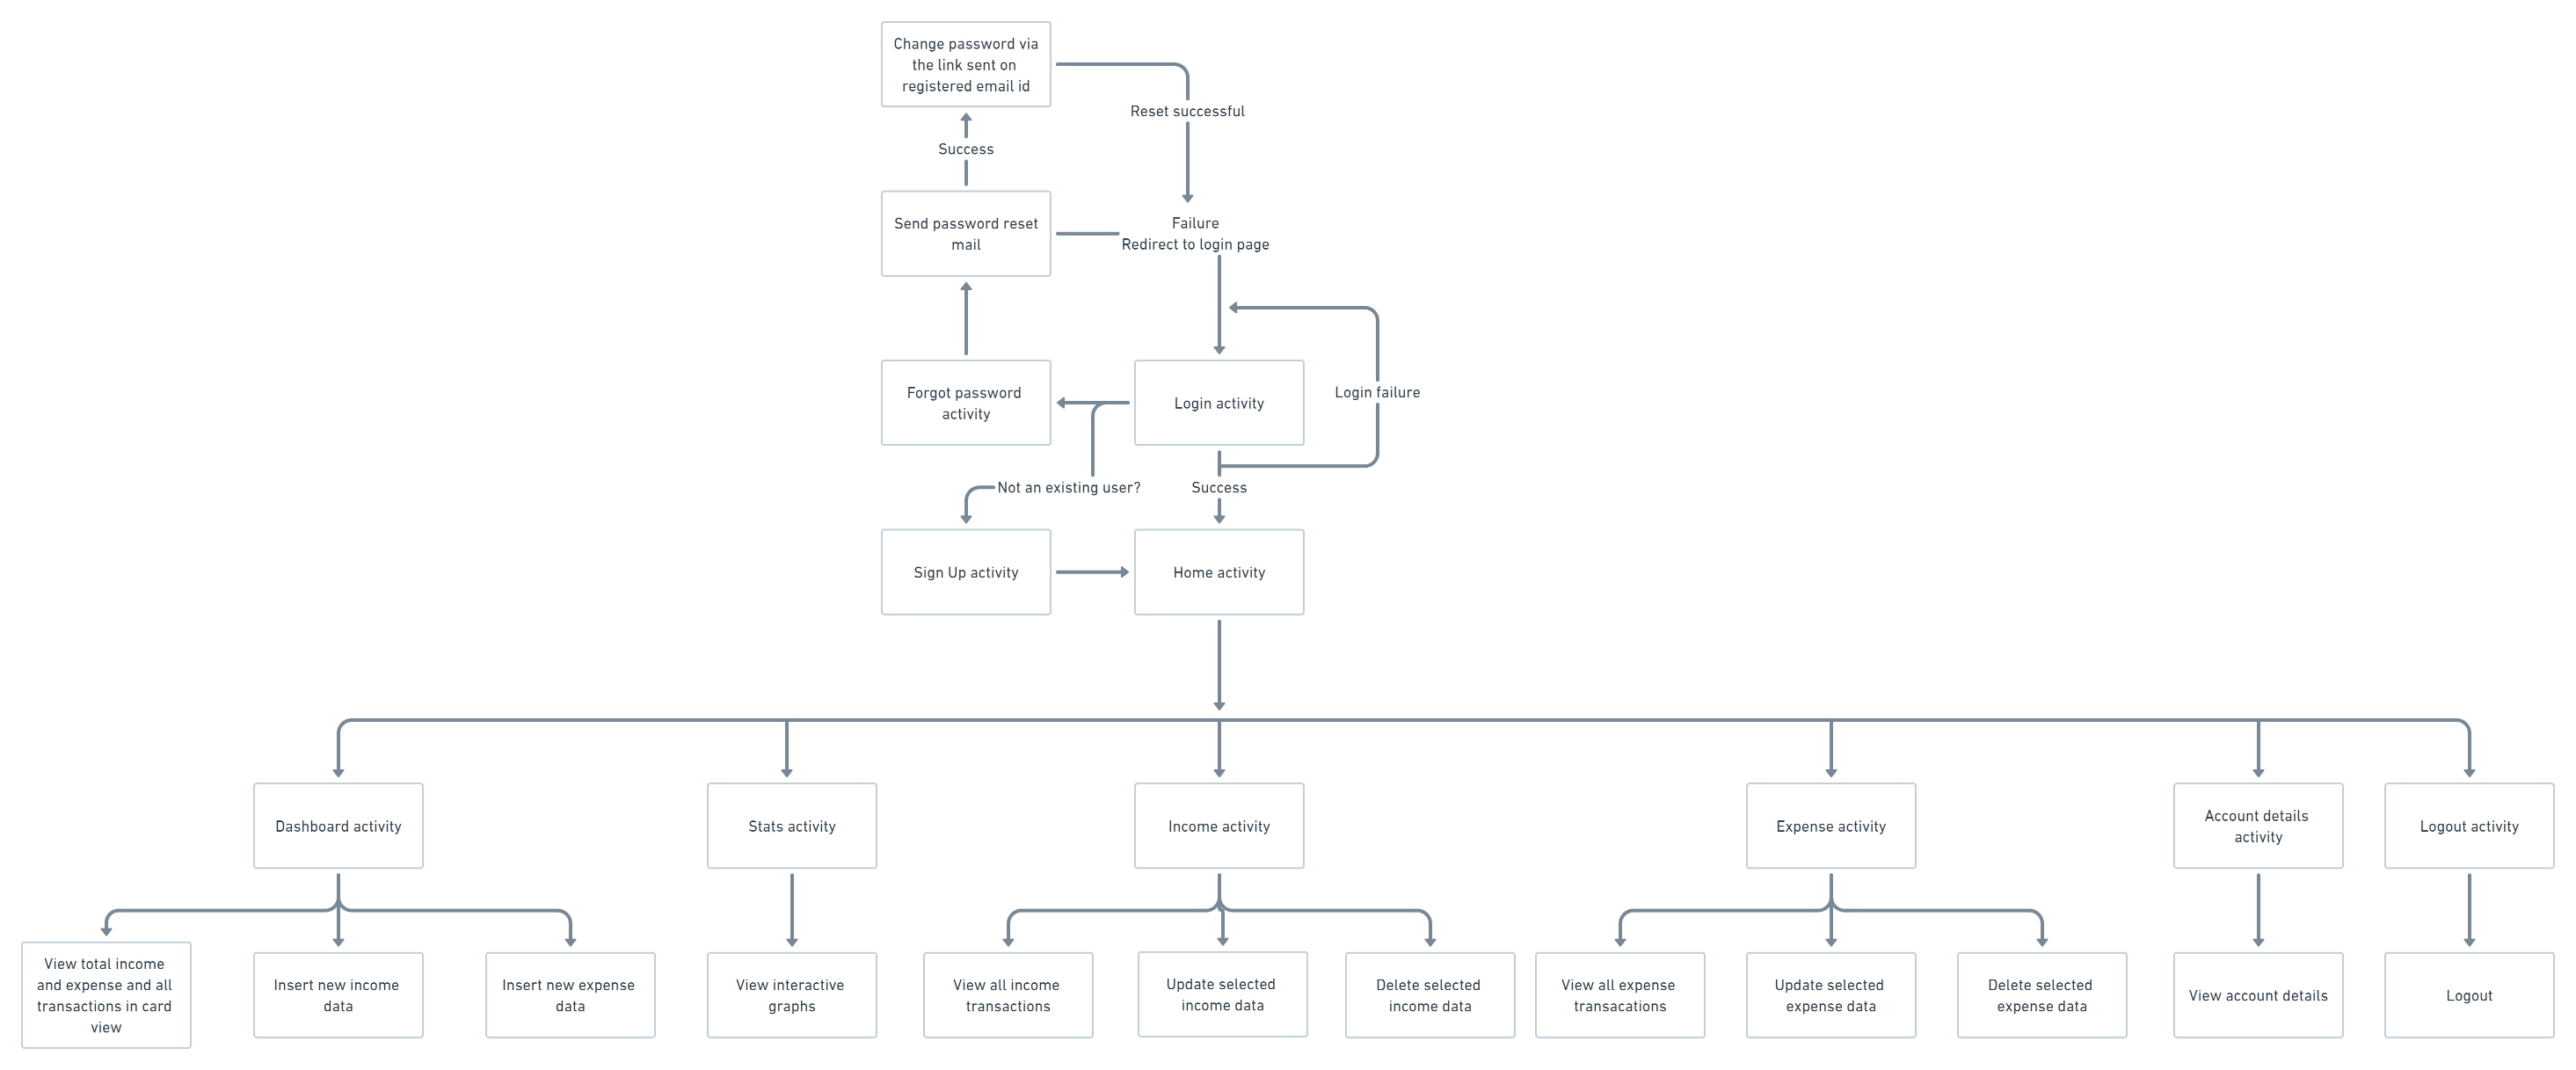 Change password via
the link sent on
registered email id
Reset successful
Success
Send password reset
mail
Failure
Redirect to login page
Forgot password
activity
Login activity
Login failure
Not an existing user?
Success
Sign Up activity
Home activity
Dashboard activity
Stats activity
Income activity
Expense activity
Account details
activity
Logout activity
View total income
and expense and all
transactions in card
view
Insert new income
data
Insert new expense
data
View interactive
graphs
View all income
transactions
Update selected
income data
Delete selected
income data
View all expense
transacations
Update selected
expense data
Delete selected
expense data
View account details
Logout